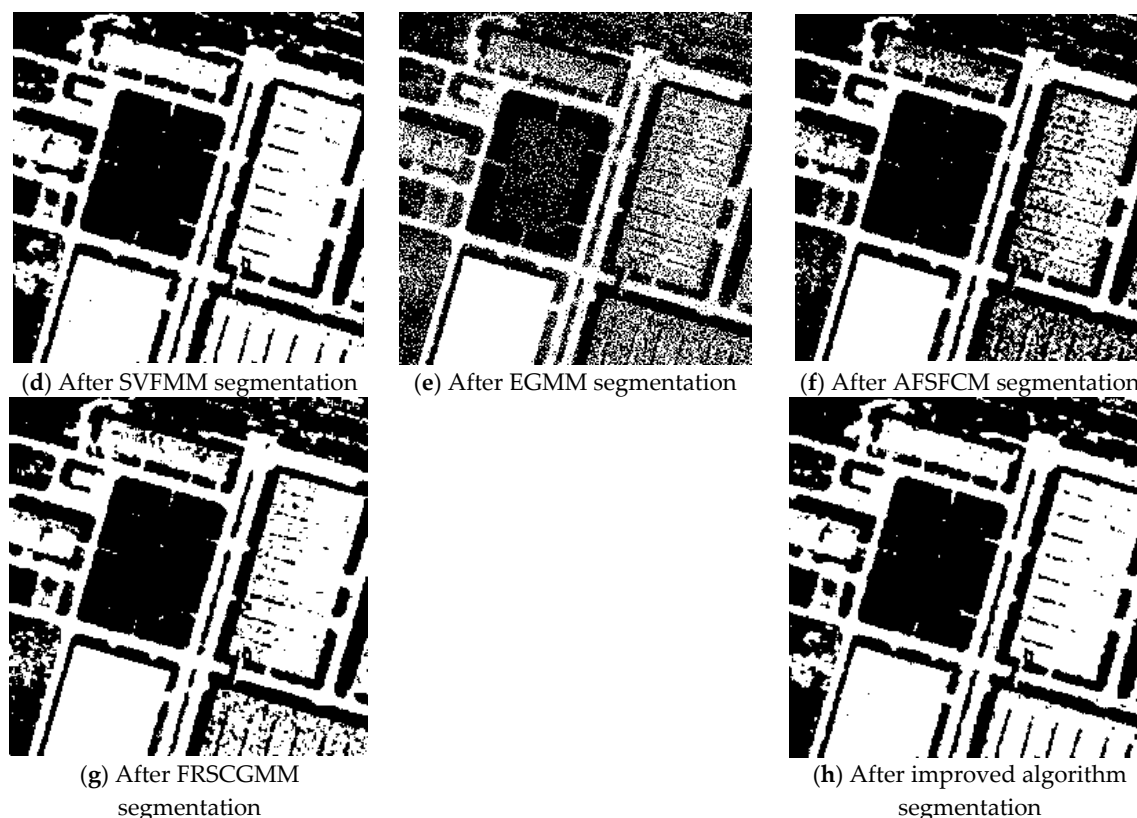 (d) After SVFMM segmentation
(e) After EGMM segmentation
(f) After AFSFCM segmentation
(g) After FRSCGMM
segmentation
(h) After improved algorithm
segmentation